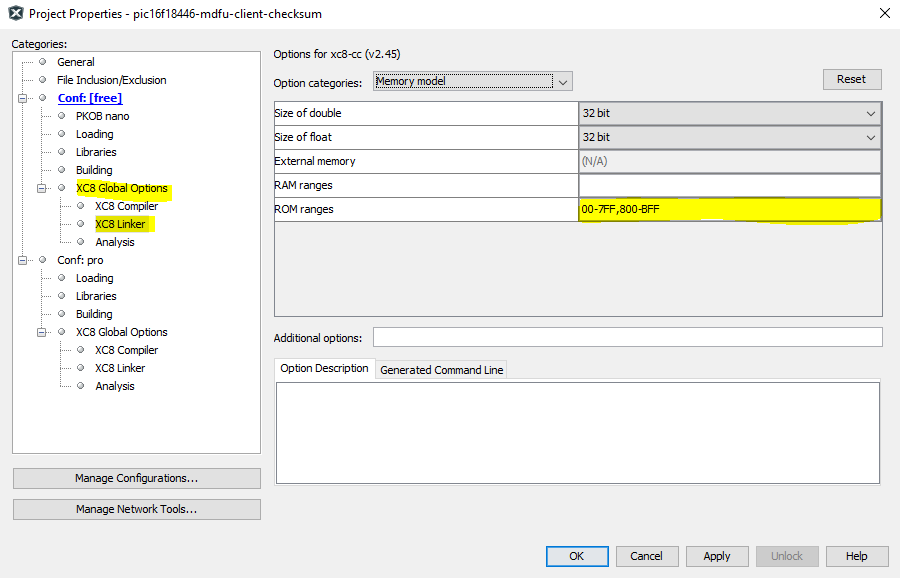 Project Properties - pic16f18446-mdfu-client-checksum
Categories:
General
File Inclusion/Exclusion
Conf: [free]
PKOB nano
Loading
Libraries
Building
XC8 Global Options
XC8 Compiler
XC8 Linker
Analysis
Conf: pro
Loading
Libraries
Building
XC8 Global Options
XC8 Compiler
XC8 Linker
Analysis
Manage Configurations...
Manage Network Tools...
Options for xc8-cc (v2.45)
Option categories: Memory model Reset
Size of double 32 bit
Size of float 32 bit
External memory (N/A)
RAM ranges
ROM ranges 00-7FF,800-BFF
Additional options:
Option Description Generated Command Line
OK Cancel Apply Unlock Help